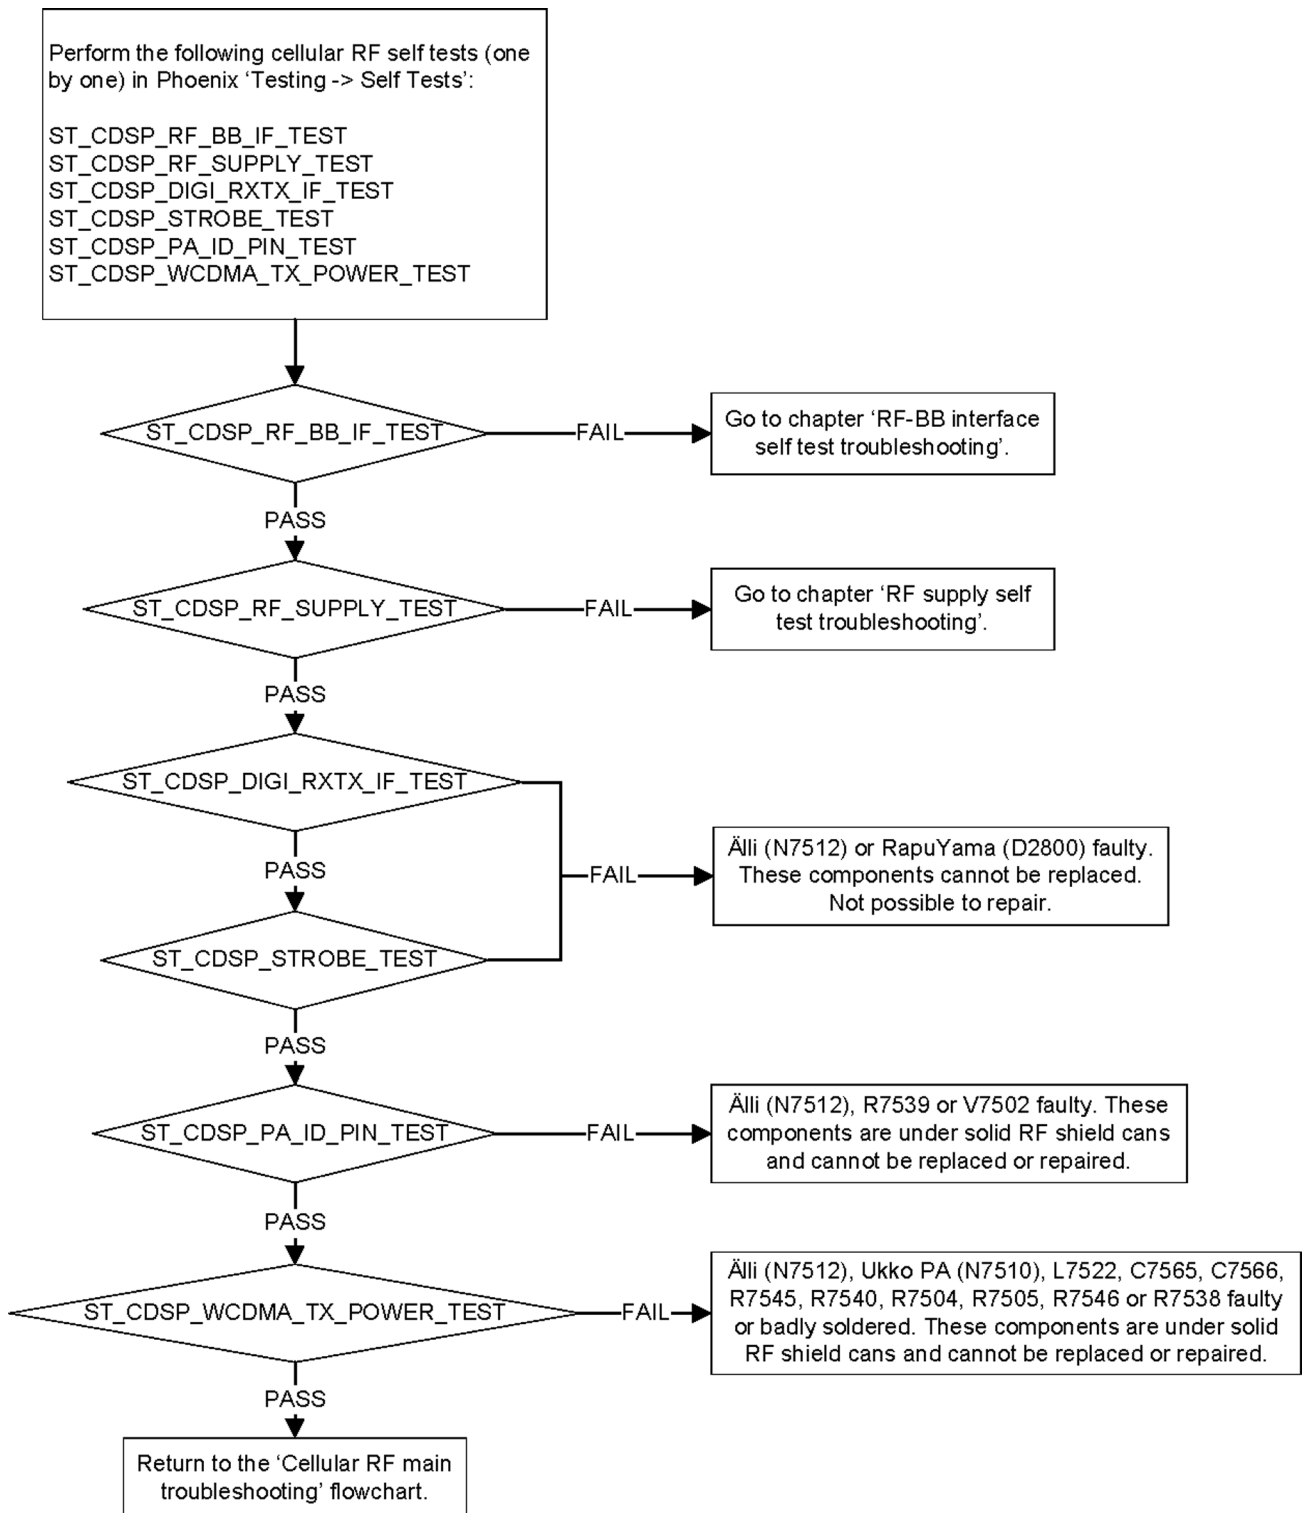 Perform the following cellular RF self tests (one
by one) in Phoenix ‘Testing -> Self Tests’:
ST_CDSP_RF_BB_IF_TEST
ST_CDSP_RF_SUPPLY_TEST
ST_CDSP_DIGI_RXTX_IF_TEST
ST_CDSP_STROBE_TEST
ST_CDSP_PA_ID_PIN_TEST
ST_CDSP_WCDMA_TX_POWER_TEST
ST_CDSP_RF_BB_IF_TEST
FAIL
Go to chapter ‘RF-BB interface
self test troubleshooting’.
PASS
ST_CDSP_RF_SUPPLY_TEST
FAIL
Go to chapter ‘RF supply self
test troubleshooting’.
PASS
ST_CDSP_DIGI_RXTX_IF_TEST
PASS
FAIL
Älli (N7512) or RapuYama (D2800) faulty.
These components cannot be replaced.
Not possible to repair.
ST_CDSP_STROBE_TEST
PASS
ST_CDSP_PA_ID_PIN_TEST
FAIL
Älli (N7512), R7539 or V7502 faulty. These
components are under solid RF shield cans
and cannot be replaced or repaired.
PASS
ST_CDSP_WCDMA_TX_POWER_TEST
FAIL
Älli (N7512), Ukko PA (N7510), L7522, C7565, C7566,
R7545, R7540, R7504, R7505, R7546 or R7538 faulty
or badly soldered. These components are under solid
RF shield cans and cannot be replaced or repaired.
PASS
Return to the ‘Cellular RF main
troubleshooting’ flowchart.